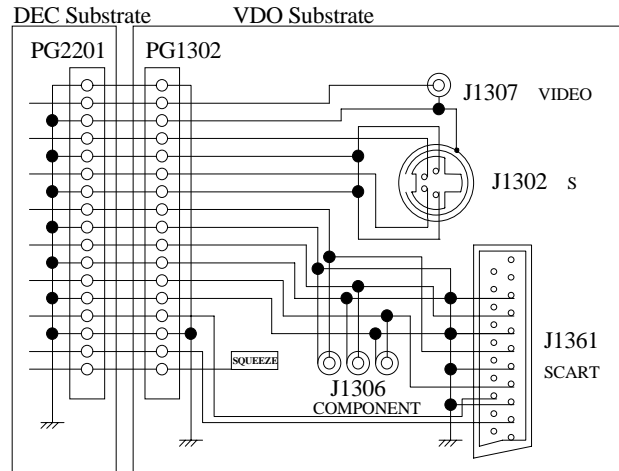 DEC Substrate VDO Substrate
PG2201 PG1302
J1307 VIDEO
J1302 S
J1361
SCART
SQUEEZE
J1306
COMPONENT